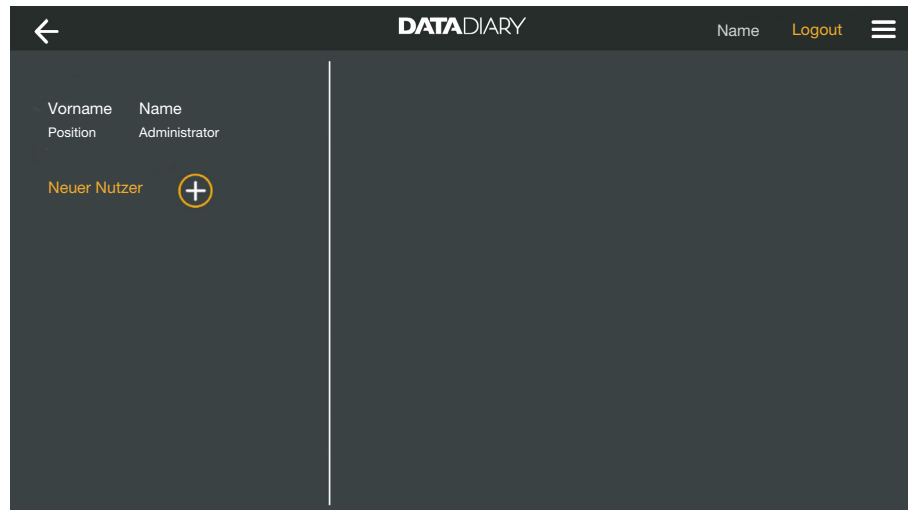 DATADIARY
Name Logout
Vorname Name
Position Administrator
Neuer Nutzer